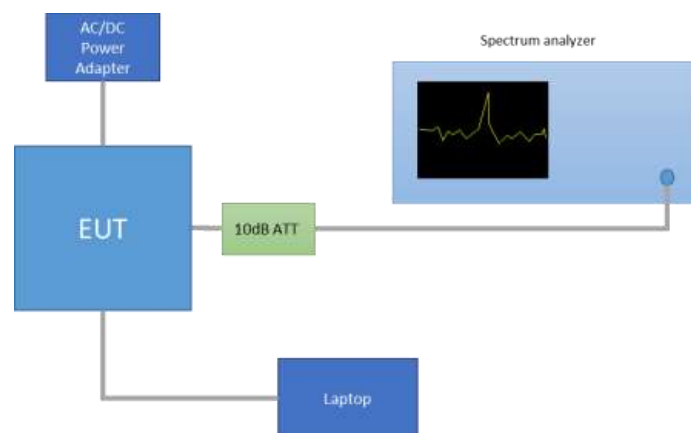 AC/DC
Power
Adapter
Spectrum analyzer
EUT
10dB ATT
Laptop